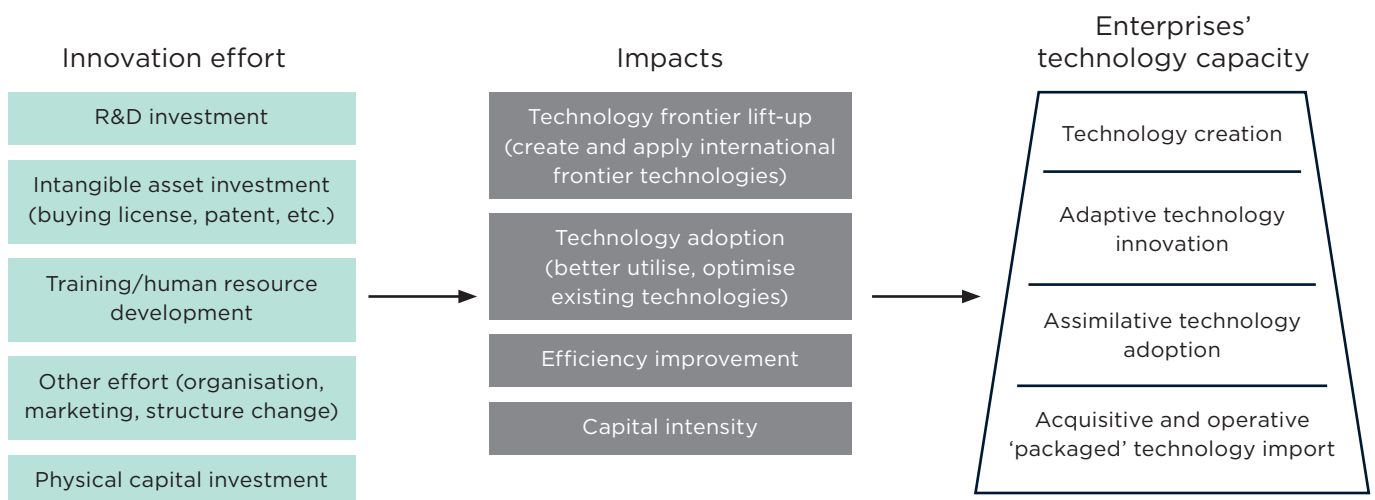 Innovation effort
R&D investment
Intangible asset investment
(buying license, patent, etc.)
Training/human resource
development
Other effort (organisation,
marketing, structure change)
Physical capital investment
Impacts
Technology frontier lift-up
(create and apply international
frontier technologies)
Technology adoption
(better utilise, optimise
existing technologies)
Efficiency improvement
Capital intensity
Enterprises’
technology capacity
Technology creation
Adaptive technology
innovation
Assimilative technology
adoption
Acquisitive and operative
‘packaged’ technology import